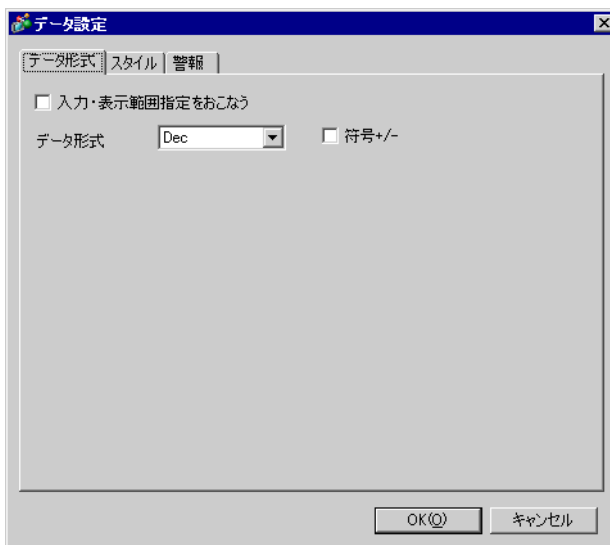 データ設定
データ形式 スタイル 警報
入力・表示範囲指定をおこなう
データ形式 Dec 符号+/-
OK(O) キャンセル